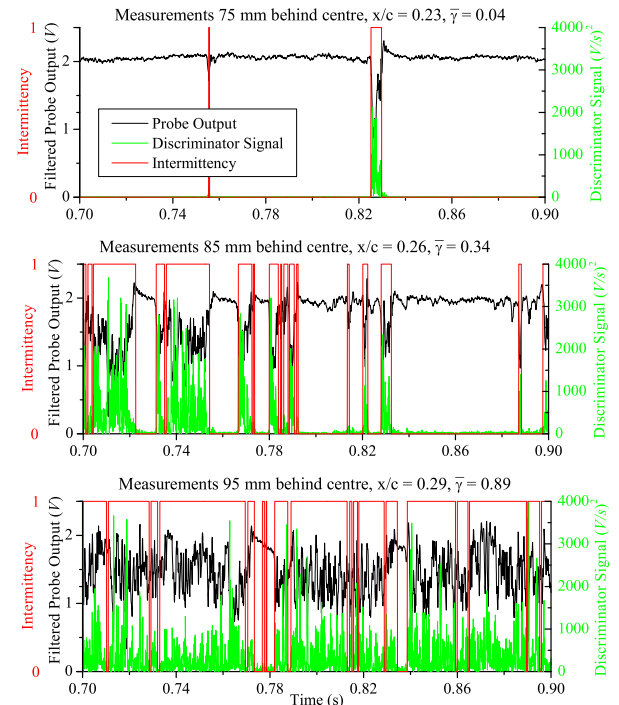 Measurements 75 mm behind centre, x/c = 0.23, γ̅ = 0.04
Intermittency
1
0
Filtered Probe Output (V)
2
1
0
Probe Output
Discriminator Signal
Intermittency
4000
3000
2000
1000
0
Discriminator Signal (V/s)²
0.70 0.74 0.78 0.82 0.86 0.90
Measurements 85 mm behind centre, x/c = 0.26, γ̅ = 0.34
Intermittency
1
0
Filtered Probe Output (V)
2
1
0
4000
3000
2000
1000
0
Discriminator Signal (V/s)²
0.70 0.74 0.78 0.82 0.86 0.90
Measurements 95 mm behind centre, x/c = 0.29, γ̅ = 0.89
Intermittency
1
0
Filtered Probe Output (V)
2
1
0
4000
3000
2000
1000
0
Discriminator Signal (V/s)²
0.70 0.74 0.78 0.82 0.86 0.90
Time (s)